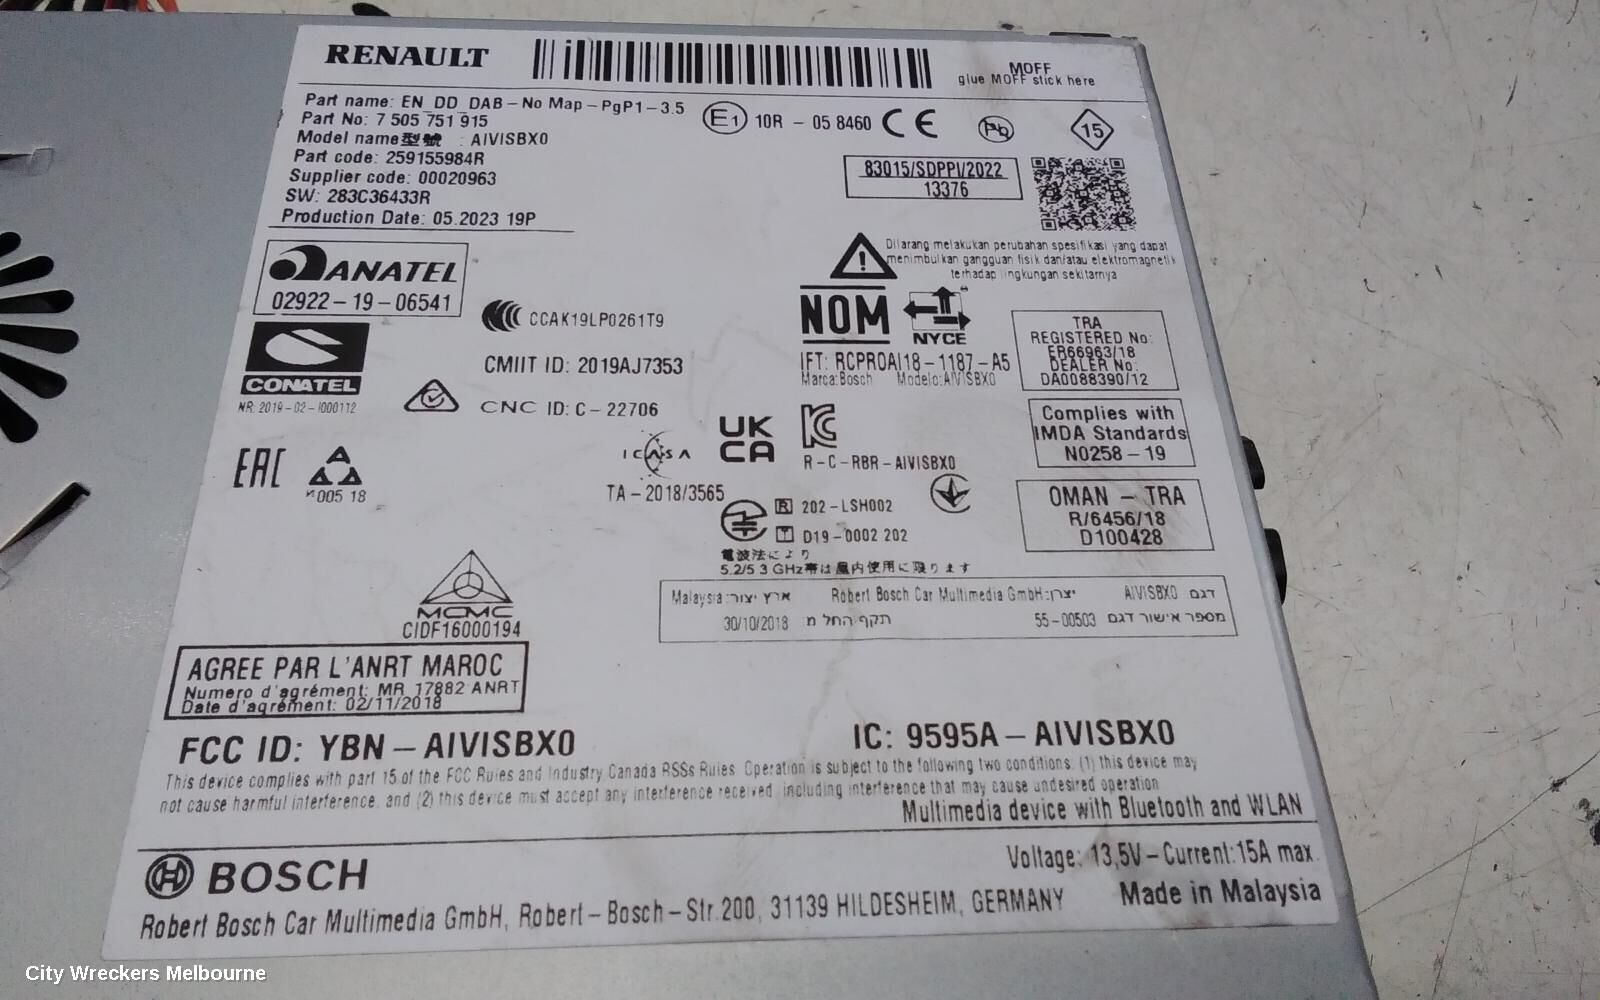 RENAULT
MOFF
glue MOFF stick here
Part name: EN_DD_DAB-No Map-PgP1-3.5
Part No: 7 505 751 915
Model name型號 : AIVISBX0
Part code: 259155984R
Supplier code: 00020963
SW: 283C36433R
Production Date: 05.2023 19P
E1 10R - 05 8460 CE
Pb
15
83015/SDPPI/2022
13376
Dilarang melakukan perubahan spesifikasi yang dapat
menimbulkan gangguan fisik dan/atau elektromagnetik
terhadap lingkungan sekitarnya
ANATEL
02922-19-06541
CCAK19LP0261T9
NOM
NYCE
TRA
REGISTERED No:
ER66963/18
DEALER No:
DA0088390/12
CONATEL
NR: 2019-02-I000112
CMIIT ID: 2019AJ7353
IFT: RCPROAI18-1187-A5
Marca:Bosch Modelo:AIVISBX0
CNC ID: C-22706
UK
CA
Complies with
IMDA Standards
N0258-19
R-C-RBR-AIVISBX0
EAC
005 18
ICASA
TA-2018/3565
R 202-LSH002
T D19-0002 202
電波法により
5.2/5.3 GHz帯は屋内使用に限ります
OMAN - TRA
R/6456/18
D100428
MCMC
CIDF16000194
דגם AIVISBX0 יצרן: Robert Bosch Car Multimedia GmbH ארץ יצור: Malaysia
מספר אישור דגם 55-00503 תקף החל מ 30/10/2018
AGREE PAR L'ANRT MAROC
Numero d'agrément: MR 17882 ANRT
Date d'agrément: 02/11/2018
FCC ID: YBN-AIVISBX0
IC: 9595A-AIVISBX0
This device complies with part 15 of the FCC Rules and Industry Canada RSSs Rules. Operation is subject to the following two conditions: (1) this device may
not cause harmful interference, and (2) this device must accept any interference received, including interference that may cause undesired operation
Multimedia device with Bluetooth and WLAN
Voltage: 13,5V-Current:15A max.
BOSCH
Made in Malaysia
Robert Bosch Car Multimedia GmbH, Robert-Bosch-Str.200, 31139 HILDESHEIM, GERMANY
City Wreckers Melbourne